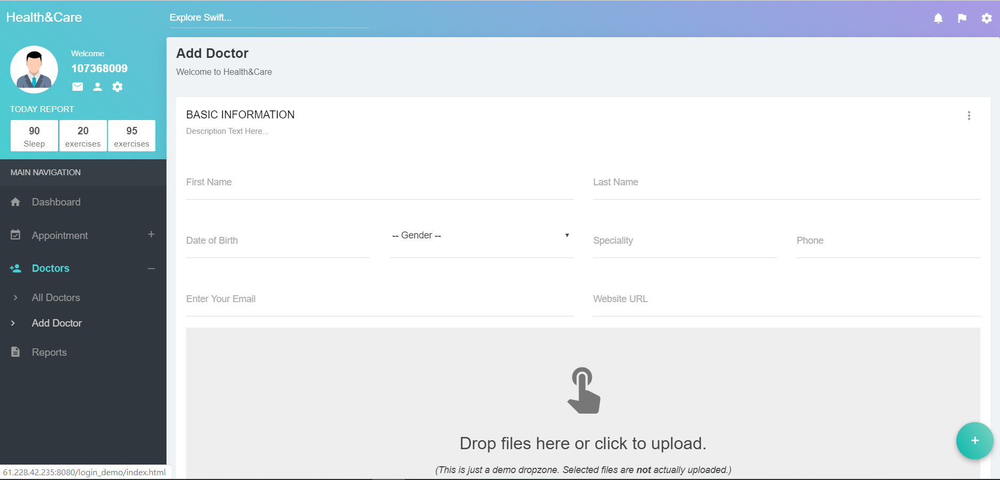 Health&Care
Explore Swift...
Welcome
107368009
TODAY REPORT
90
Sleep
20
exercises
95
exercises
MAIN NAVIGATION
Dashboard
Appointment +
Doctors −
All Doctors
Add Doctor
Reports
Add Doctor
Welcome to Health&Care
BASIC INFORMATION
Description Text Here...
First Name
Last Name
Date of Birth
-- Gender --
Speciality
Phone
Enter Your Email
Website URL
Drop files here or click to upload.
(This is just a demo dropzone. Selected files are not actually uploaded.)
+
61.228.42.235:8080/login_demo/index.html